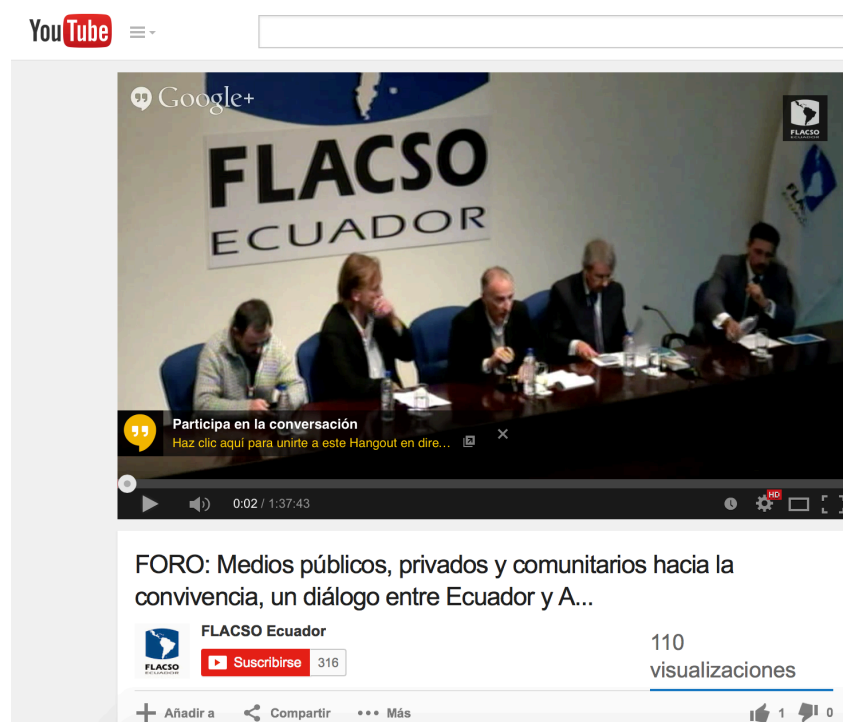 YouTube
Google+
FLACSO
ECUADOR
FLACSO
ECUADOR
Participa en la conversación
Haz clic aquí para unirte a este Hangout en dire...
0:02 / 1:37:43
HD
FORO: Medios públicos, privados y comunitarios hacia la
convivencia, un diálogo entre Ecuador y A...
FLACSO
ECUADOR
FLACSO Ecuador
Suscribirse 316
110
visualizaciones
Añadir a Compartir Más
1 0